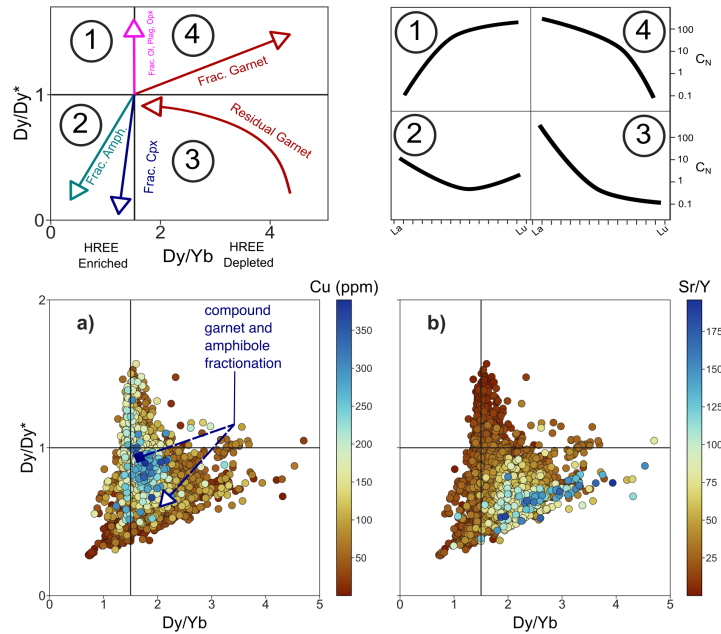 1
4
2
3
Frac. Ol, Plag, Opx
Frac. Garnet
Residual Garnet
Frac. Amph.
Frac. Cpx
Dy/Dy*
1
0
0
2
4
HREE
Enriched
Dy/Yb
HREE
Depleted
1
4
2
3
100
10
1
0.1
C_N
100
10
1
0.1
C_N
La
Lu
La
Lu
Cu (ppm)
a)
compound
garnet and
amphibole
fractionation
Dy/Dy*
2
1
0
0
1
2
3
4
5
Dy/Yb
350
300
250
200
150
100
50
Sr/Y
b)
0
1
2
3
4
5
Dy/Yb
175
150
125
100
75
50
25